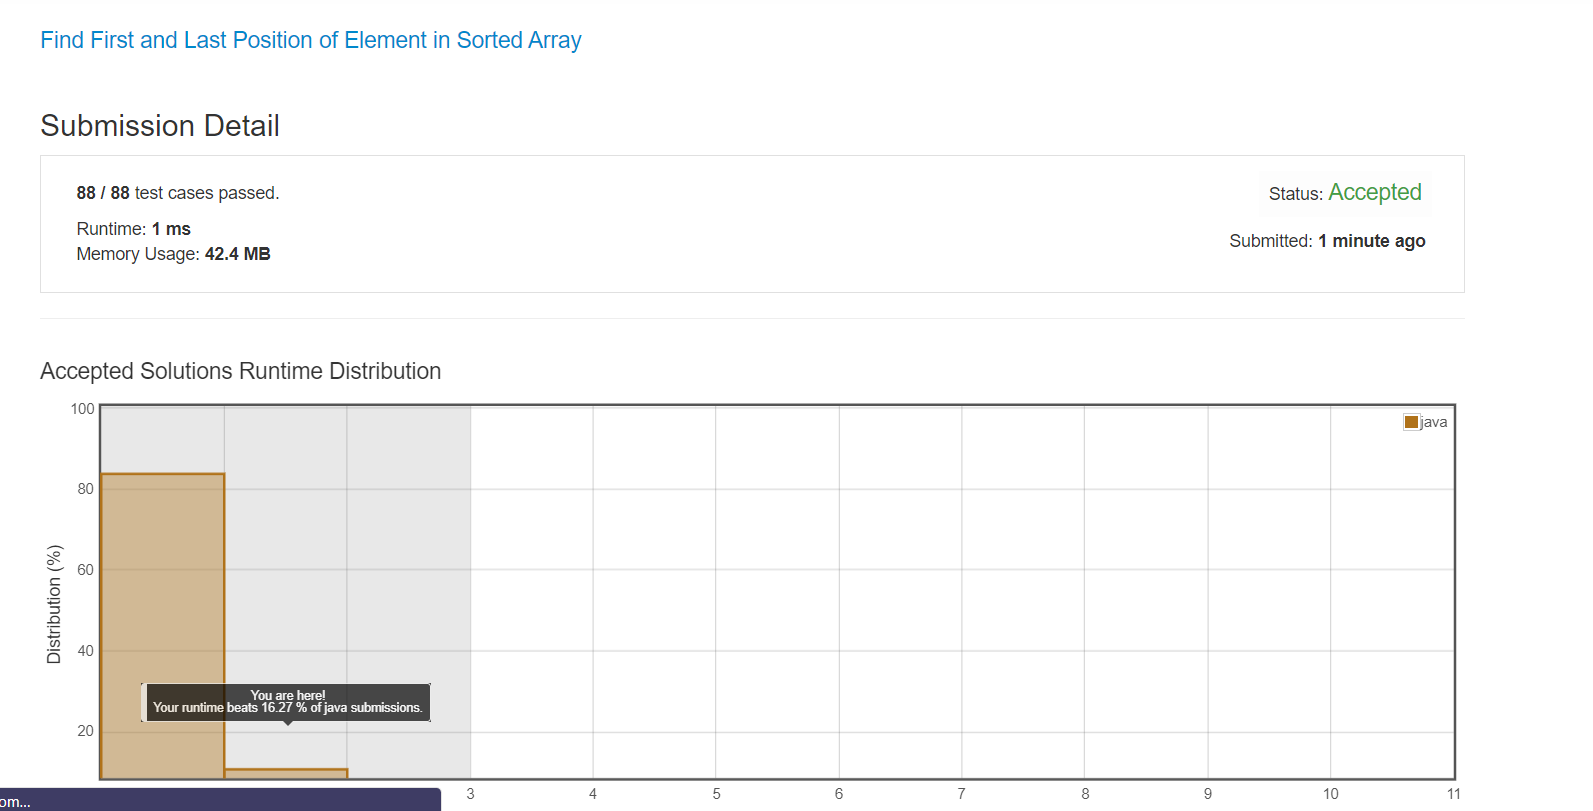 Find First and Last Position of Element in Sorted Array
Submission Detail
88 / 88 test cases passed.
Status: Accepted
Runtime: 1 ms
Submitted: 1 minute ago
Memory Usage: 42.4 MB
Accepted Solutions Runtime Distribution
100
java
80
60
Distribution (%)
40
You are here!
Your runtime beats 16.27 % of java submissions.
20
3 4 5 6 7 8 9 10 11
om...